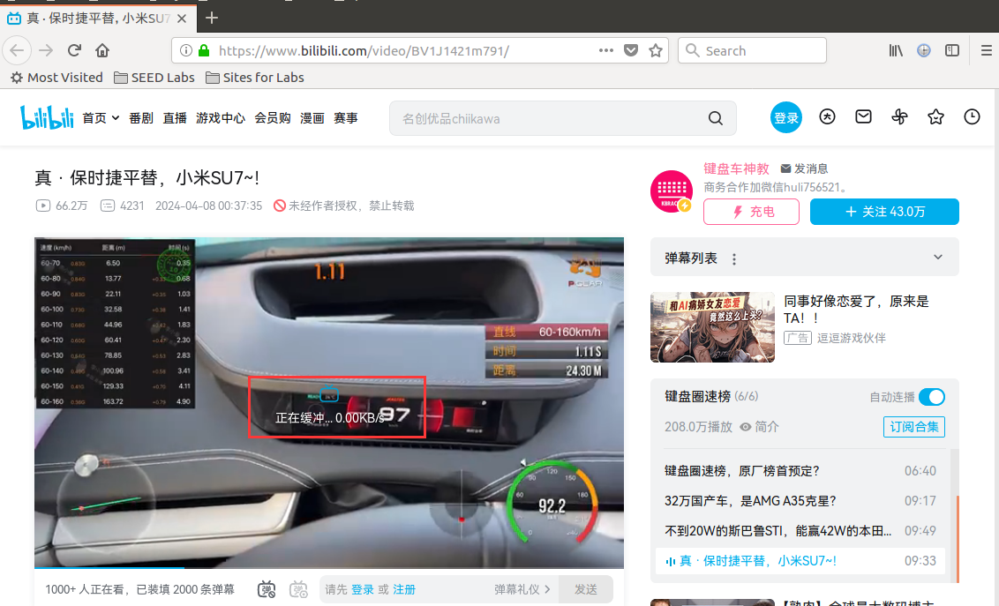 真 · 保时捷平替，小米SU7
https://www.bilibili.com/video/BV1J1421m791/
Search
Most Visited
SEED Labs
Sites for Labs
bilibili
首页
番剧
直播
游戏中心
会员购
漫画
赛事
名创优品chiikawa
登录
真 · 保时捷平替，小米SU7~!
66.2万
4231
2024-04-08 00:37:35
未经作者授权，禁止转载
键盘车神教
发消息
商务合作加微信huli756521。
充电
+ 关注 43.0万
速度 (km/h) 距离 (m) 时间 (s)
60-70 6.50 0.35
60-80 13.77 0.68
60-90 22.11 1.03
60-100 32.58 1.41
60-110 44.96 1.83
60-120 60.41 2.30
60-130 78.85 2.83
60-140 100.96 3.41
60-150 129.33 4.11
60-160 163.72 4.90
1.11
直线 60-160km/h
时间 1.11 S
距离 24.30 M
正在缓冲... 0.00KB/s
97
60
90
120
150
180
92.2
弹幕列表
和AI病娇女友恋爱
竟然这么上头?
同事好像恋爱了，原来是
TA！！
广告 逗逗游戏伙伴
键盘圈速榜 (6/6)
自动连播
208.0万播放
简介
订阅合集
键盘圈速榜，原厂榜首预定？ 06:40
32万国产车，是AMG A35克星？ 09:17
不到20W的斯巴鲁STI，能赢42W的本田... 09:49
真 · 保时捷平替，小米SU7~! 09:33
1000+ 人正在看，已装填 2000 条弹幕
请先 登录 或 注册
弹幕礼仪
发送